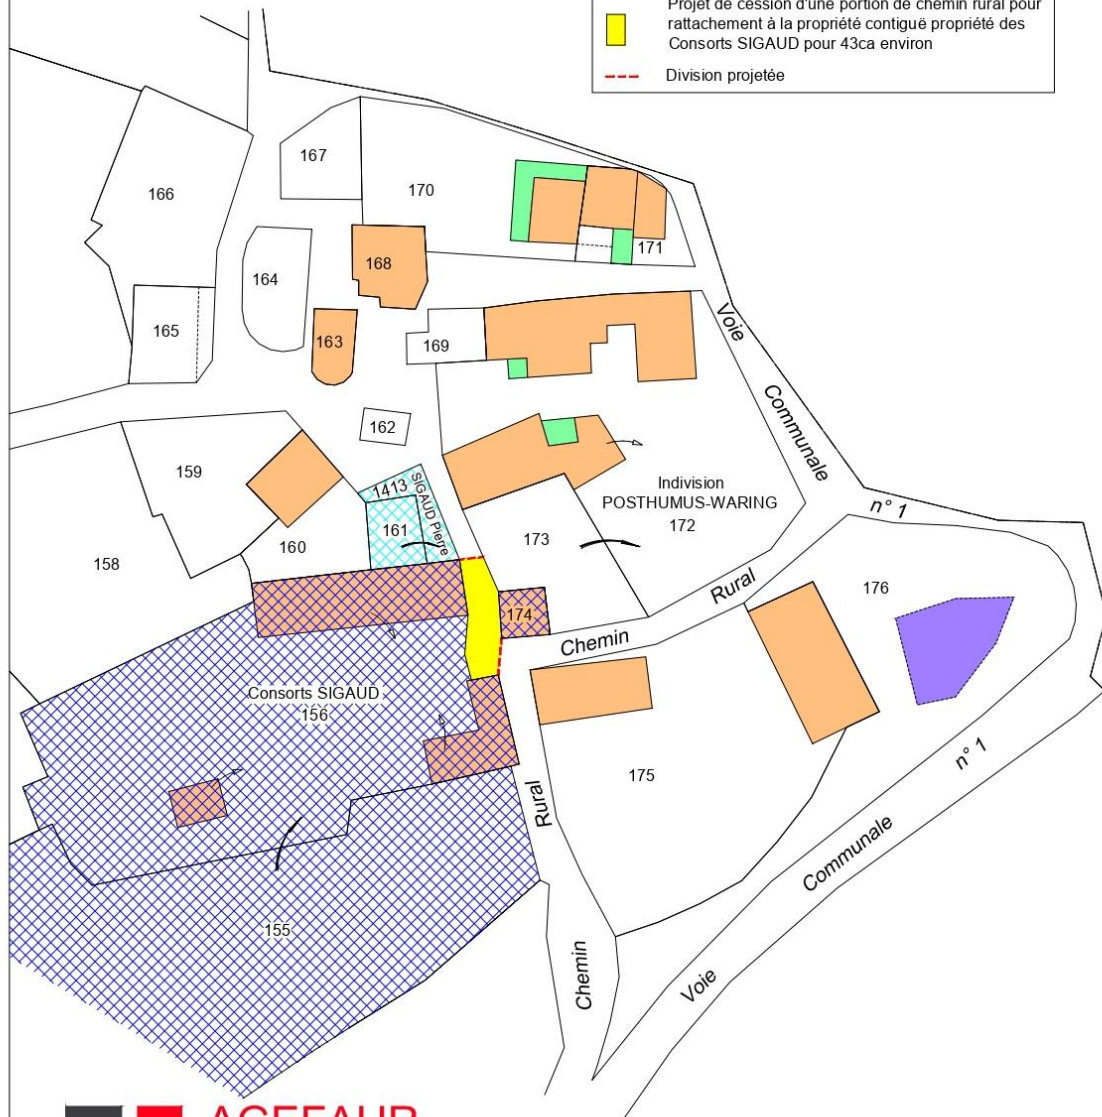 Projet de cession d'une portion de chemin rural pour
rattachement à la propriété contiguë propriété des
Consorts SIGAUD pour 43ca environ
Division projetée
167
166
170
171
164
168
165
163
169
Voie
162
Communale
159
1413
SIGAUD Pierre
Indivision
POSTHUMUS-WARING
172
n° 1
161
173
160
158
Rural
176
174
Chemin
Consorts SIGAUD
156
n° 1
175
Rural
Communale
155
Chemin
Voie
AGEFAUR